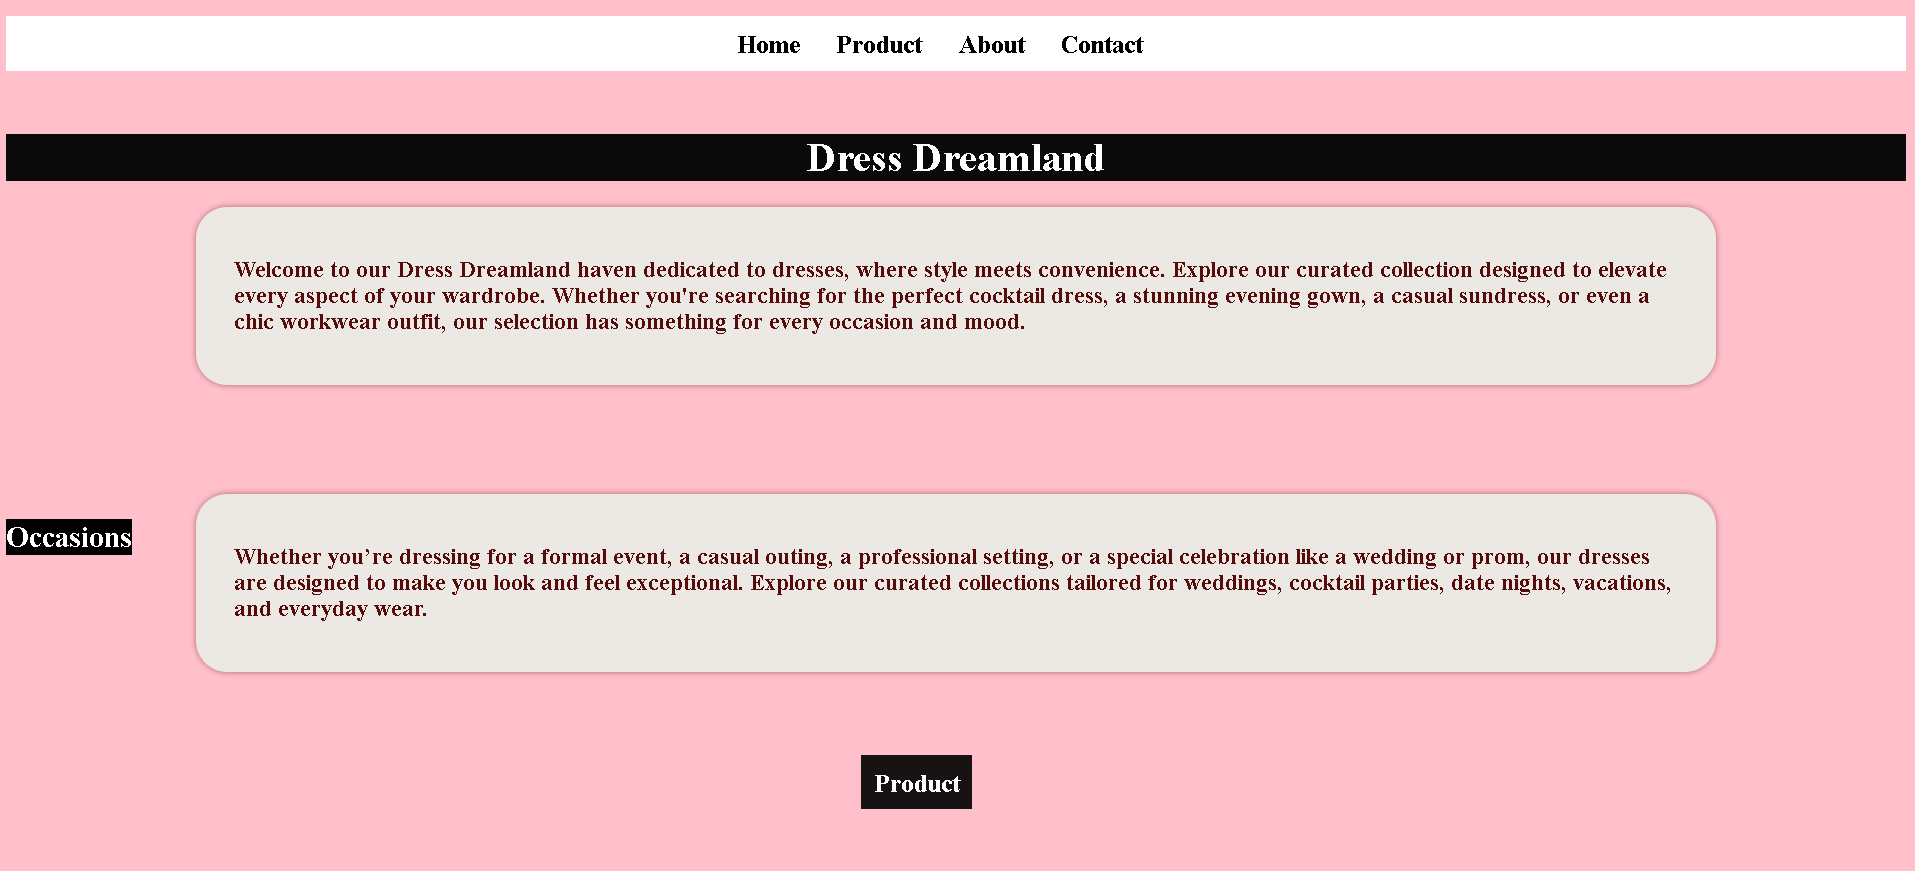 Home Product About Contact
Dress Dreamland
Welcome to our Dress Dreamland haven dedicated to dresses, where style meets convenience. Explore our curated collection designed to elevate
every aspect of your wardrobe. Whether you're searching for the perfect cocktail dress, a stunning evening gown, a casual sundress, or even a
chic workwear outfit, our selection has something for every occasion and mood.
Occasions
Whether you’re dressing for a formal event, a casual outing, a professional setting, or a special celebration like a wedding or prom, our dresses
are designed to make you look and feel exceptional. Explore our curated collections tailored for weddings, cocktail parties, date nights, vacations,
and everyday wear.
Product